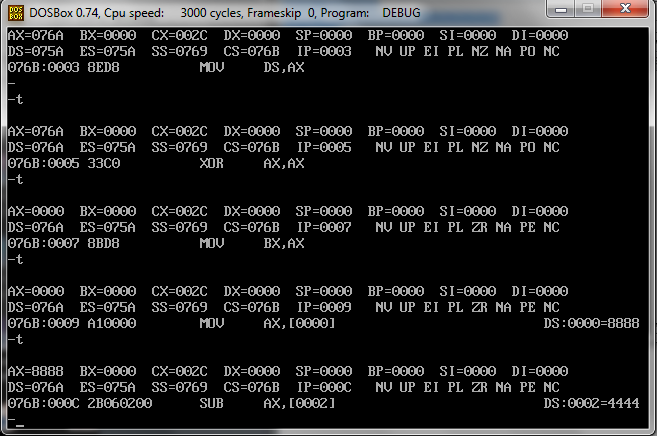 DOSBox 0.74, Cpu speed: 3000 cycles, Frameskip 0, Program: DEBUG
AX=076A BX=0000 CX=002C DX=0000 SP=0000 BP=0000 SI=0000 DI=0000
DS=075A ES=075A SS=0769 CS=076B IP=0003 NV UP EI PL NZ NA PO NC
076B:0003 8ED8 MOV DS,AX
-
-t
AX=076A BX=0000 CX=002C DX=0000 SP=0000 BP=0000 SI=0000 DI=0000
DS=076A ES=075A SS=0769 CS=076B IP=0005 NV UP EI PL NZ NA PO NC
076B:0005 33C0 XOR AX,AX
-t
AX=0000 BX=0000 CX=002C DX=0000 SP=0000 BP=0000 SI=0000 DI=0000
DS=076A ES=075A SS=0769 CS=076B IP=0007 NV UP EI PL ZR NA PE NC
076B:0007 8BD8 MOV BX,AX
-t
AX=0000 BX=0000 CX=002C DX=0000 SP=0000 BP=0000 SI=0000 DI=0000
DS=076A ES=075A SS=0769 CS=076B IP=0009 NV UP EI PL ZR NA PE NC
076B:0009 A10000 MOV AX,[0000] DS:0000=8888
-t
AX=8888 BX=0000 CX=002C DX=0000 SP=0000 BP=0000 SI=0000 DI=0000
DS=076A ES=075A SS=0769 CS=076B IP=000C NV UP EI PL ZR NA PE NC
076B:000C 2B060200 SUB AX,[0002] DS:0002=4444
-_